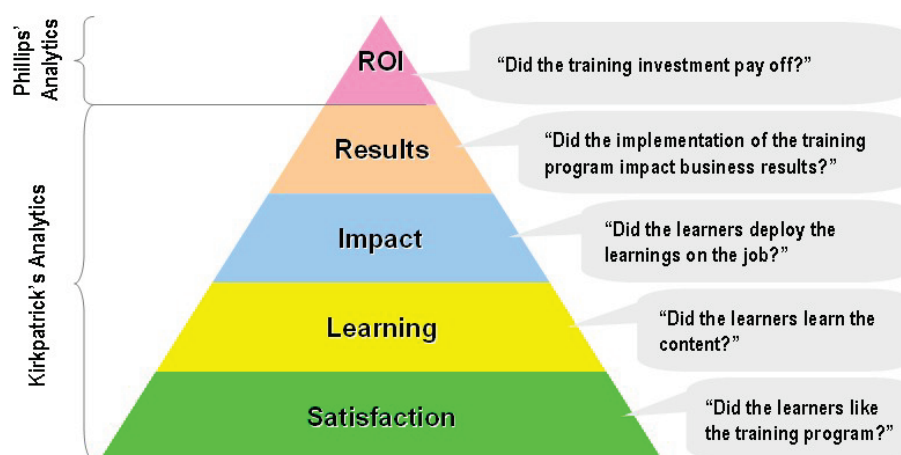 Phillips'
Analytics
ROI
“Did the training investment pay off?”
Kirkpatrick's Analytics
Results
“Did the implementation of the training
program impact business results?”
Impact
“Did the learners deploy the
learnings on the job?”
Learning
“Did the learners learn the
content?”
Satisfaction
“Did the learners like
the training program?”